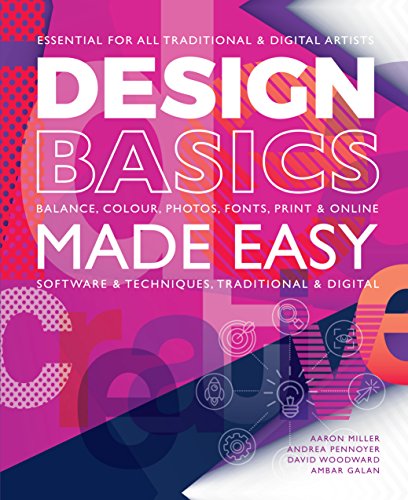 ESSENTIAL FOR ALL TRADITIONAL & DIGITAL ARTISTS
DESIGN
BASICS
BALANCE, COLOUR, PHOTOS, FONTS, PRINT & ONLINE
MADE EASY
SOFTWARE & TECHNIQUES, TRADITIONAL & DIGITAL
creative
AARON MILLER
ANDREA PENNOYER
DAVID WOODWARD
AMBAR GALAN